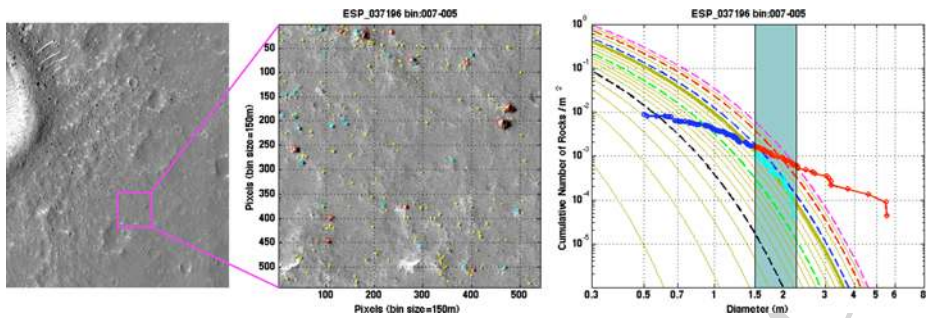 ESP_037196 bin:007-005
50
100
150
200
250
300
350
400
450
500
Pixels (bin size=150m)
100 200 300 400 500
Pixels (bin size=150m)
ESP_037196 bin:007-005
10^0
10^-1
10^-2
10^-3
10^-4
10^-5
Cumulative Number of Rocks / m^2
0.3 0.5 0.7 1 1.5 2 3 4 5 6 8
Diameter (m)